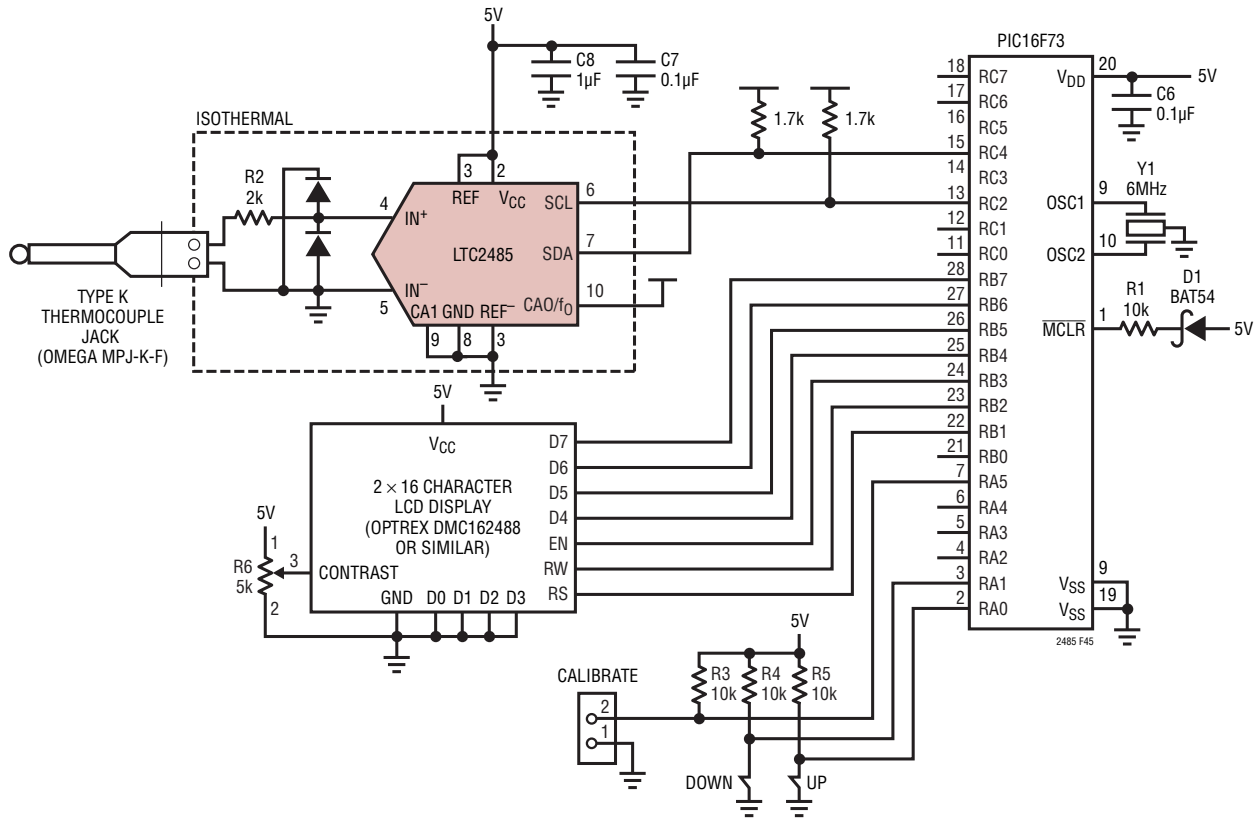 5V
C8
1µF
C7
0.1µF
ISOTHERMAL
R2
2k
4
IN+
5
IN−
3
REF
2
VCC
SCL
6
LTC2485
SDA
7
CA0/f0
10
CA1
GND
REF−
9
8
3
TYPE K
THERMOCOUPLE
JACK
(OMEGA MPJ-K-F)
1.7k
1.7k
PIC16F73
18
RC7
17
RC6
16
RC5
15
RC4
14
RC3
13
RC2
12
RC1
11
RC0
28
RB7
27
RB6
26
RB5
25
RB4
24
RB3
23
RB2
22
RB1
21
RB0
7
RA5
6
RA4
5
RA3
4
RA2
3
RA1
2
RA0
VDD
20
5V
C6
0.1µF
Y1
6MHz
OSC1
9
OSC2
10
MCLR
1
R1
10k
D1
BAT54
5V
VSS
9
VSS
19
2485 F45
5V
VCC
2 × 16 CHARACTER
LCD DISPLAY
(OPTREX DMC162488
OR SIMILAR)
D7
D6
D5
D4
EN
RW
RS
CONTRAST
GND
D0
D1
D2
D3
5V
1
R6
5k
3
2
CALIBRATE
2
1
5V
R3
10k
R4
10k
R5
10k
DOWN
UP